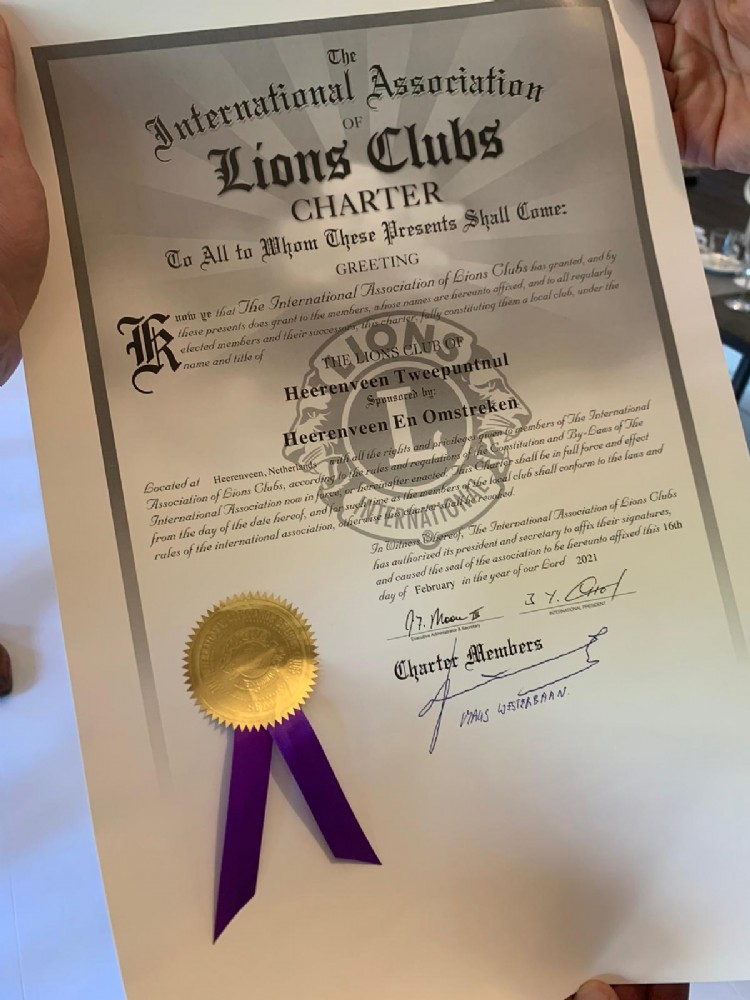 The
International Association
OF
Lions Clubs
CHARTER
To All to Whom These Presents Shall Come:
GREETING
Know ye that The International Association of Lions Clubs has granted, and by
these presents does grant to the members, whose names are hereunto affixed, and to all regularly
elected members and their successors, this charter, fully constituting them a local club, under the
name and title of
THE LIONS CLUB OF
Heerenveen Tweepuntnul
Sponsored by:
Heerenveen En Omstreken
LIONS
L
INTERNATIONAL
Located at Heerenveen, Netherlands with all the rights and privileges given to members of The International
Association of Lions Clubs, according to the rules and regulations of the Constitution and By-Laws of The
International Association now in force, or hereinafter enacted. This Charter shall be in full force and effect
from the day of the date hereof, and for such time as the members of the local club shall conform to the laws and
rules of the international association, otherwise this charter shall be revoked.
In Witness Whereof, The International Association of Lions Clubs
has authorized its president and secretary to affix their signatures,
and caused the seal of the association to be hereunto affixed this 16th
day of February in the year of our Lord 2021
Executive Administrator & Secretary
INTERNATIONAL PRESIDENT
Charter Members
WESTERBAAN.